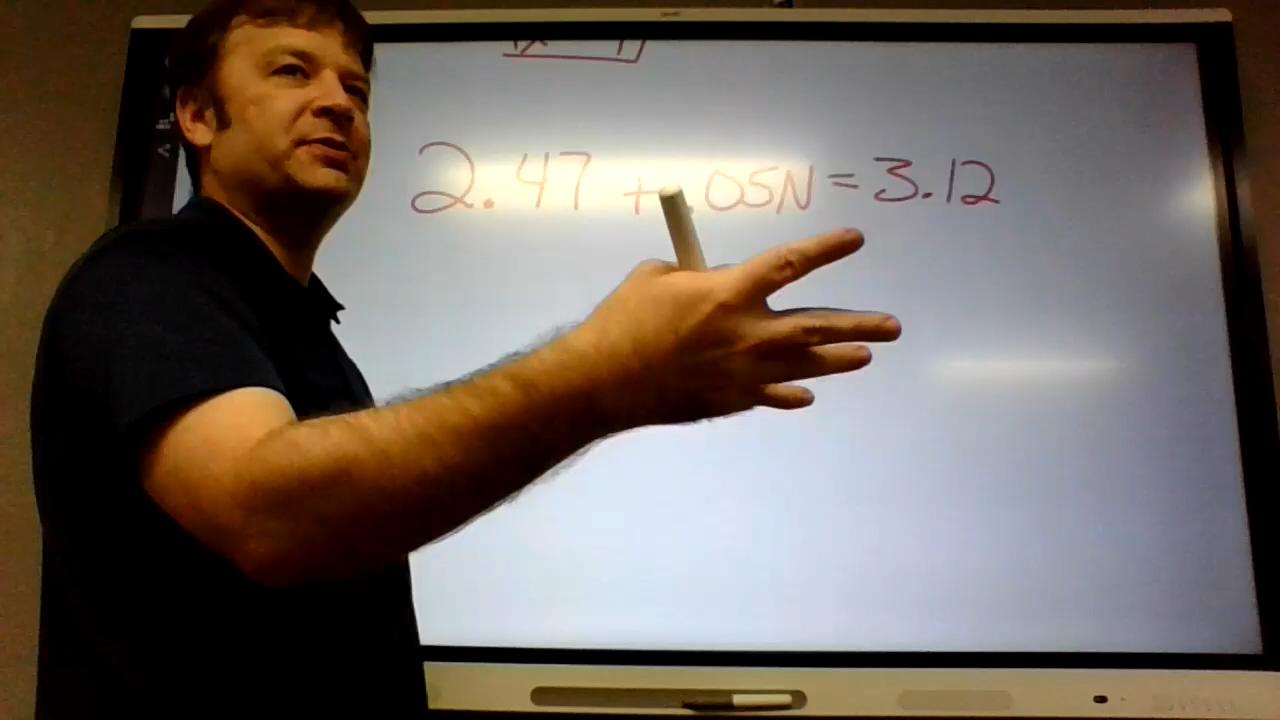 2.47 + .05N = 3.12